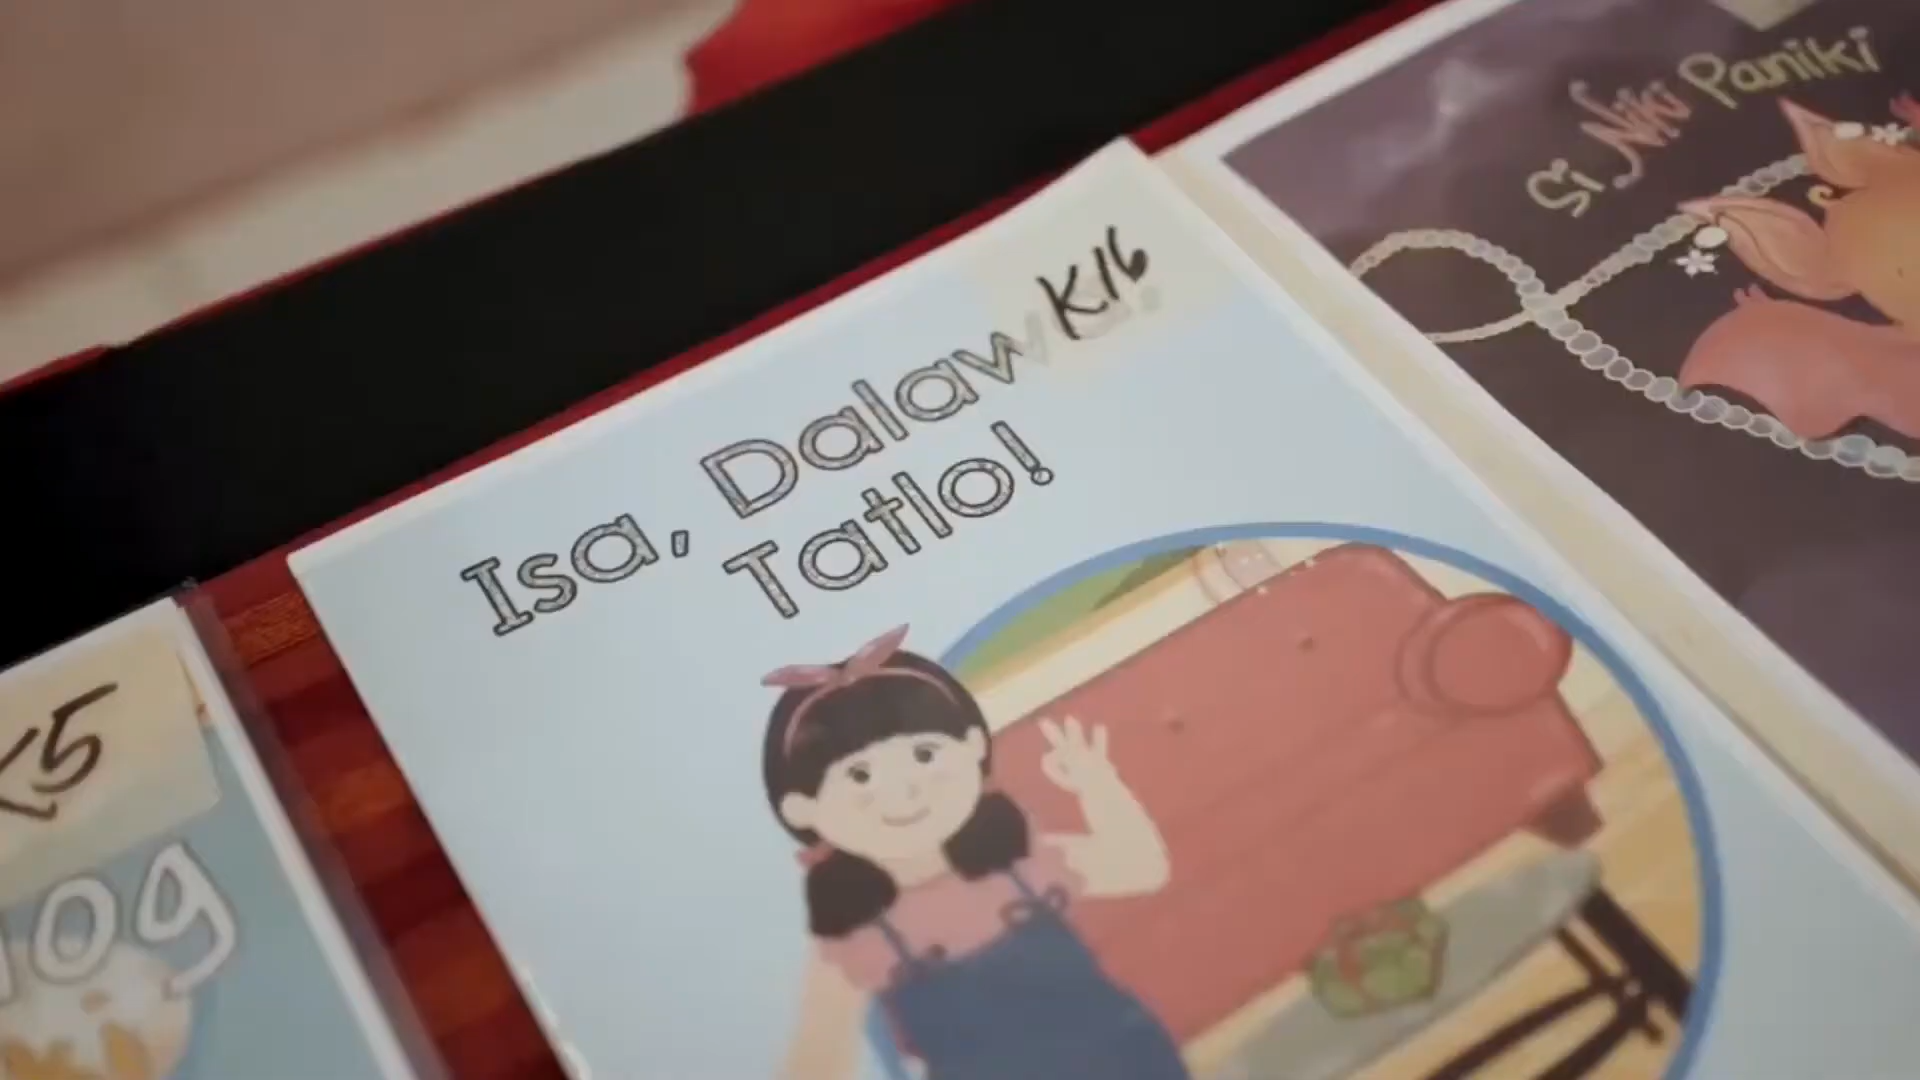 Si Niki Paniki
K16
Isa, Dalaw
Tatlo!
K5